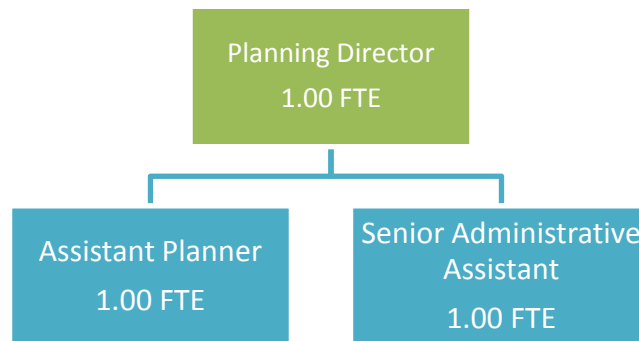 Planning Director
1.00 FTE
Assistant Planner
1.00 FTE
Senior Administrative
Assistant
1.00 FTE